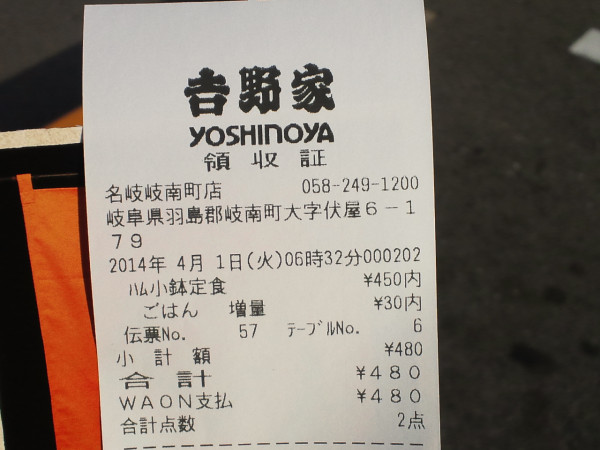 吉野家
YOSHINOYA
領収証
名岐岐南町店 058-249-1200
岐阜県羽島郡岐南町大字伏屋6-1
79
2014年 4月 1日(火)06時32分000202
ﾊﾑ小鉢定食 ¥450内
ごはん 増量 ¥30内
伝票No. 57 ﾃｰﾌﾞﾙNo. 6
小計額 ¥480
合計 ¥480
WAON支払 ¥480
合計点数 2点